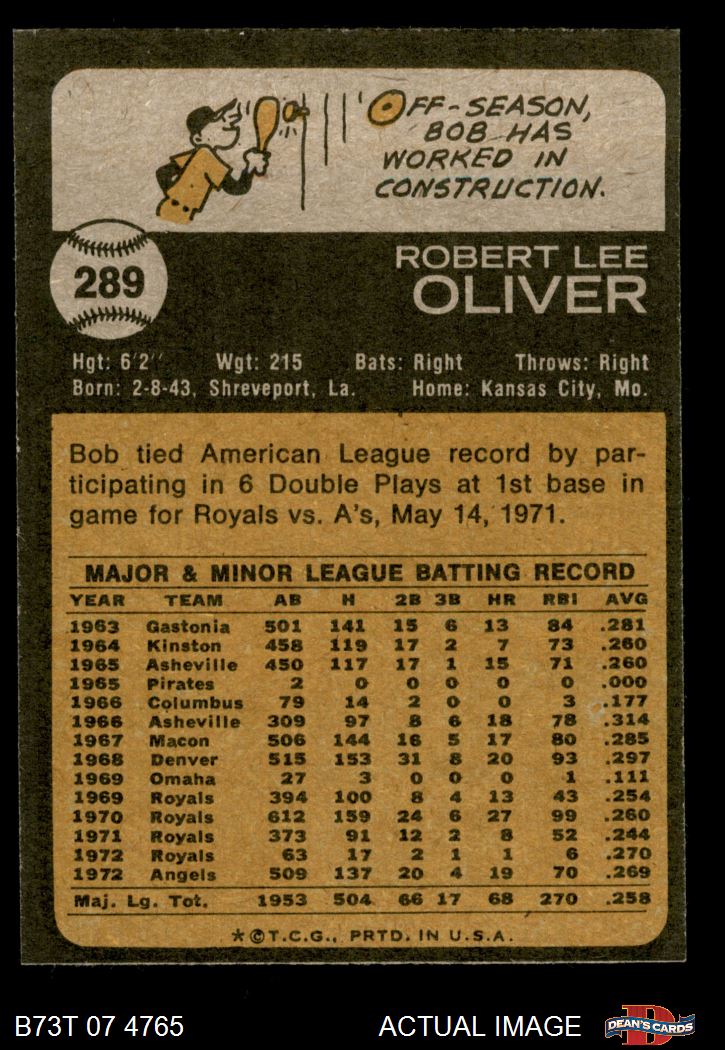 OFF-SEASON,
BOB HAS
WORKED IN
CONSTRUCTION.
289
ROBERT LEE
OLIVER
Hgt: 6'2" Wgt: 215 Bats: Right Throws: Right
Born: 2-8-43, Shreveport, La. Home: Kansas City, Mo.
Bob tied American League record by par-
ticipating in 6 Double Plays at 1st base in
game for Royals vs. A's, May 14, 1971.
MAJOR & MINOR LEAGUE BATTING RECORD
YEAR TEAM AB H 2B 3B HR RBI AVG
1963 Gastonia 501 141 15 6 13 84 .281
1964 Kinston 458 119 17 2 7 73 .260
1965 Asheville 450 117 17 1 15 71 .260
1965 Pirates 2 0 0 0 0 0 .000
1966 Columbus 79 14 2 0 0 3 .177
1966 Asheville 309 97 8 6 18 78 .314
1967 Macon 506 144 16 5 17 80 .285
1968 Denver 515 153 31 8 20 93 .297
1969 Omaha 27 3 0 0 0 1 .111
1969 Royals 394 100 8 4 13 43 .254
1970 Royals 612 159 24 6 27 99 .260
1971 Royals 373 91 12 2 8 52 .244
1972 Royals 63 17 2 1 1 6 .270
1972 Angels 509 137 20 4 19 70 .269
Maj. Lg. Tot. 1953 504 66 17 68 270 .258
*©T.C.G., PRTD. IN U.S.A.
B73T 07 4765 ACTUAL IMAGE
DEAN'S CARDS